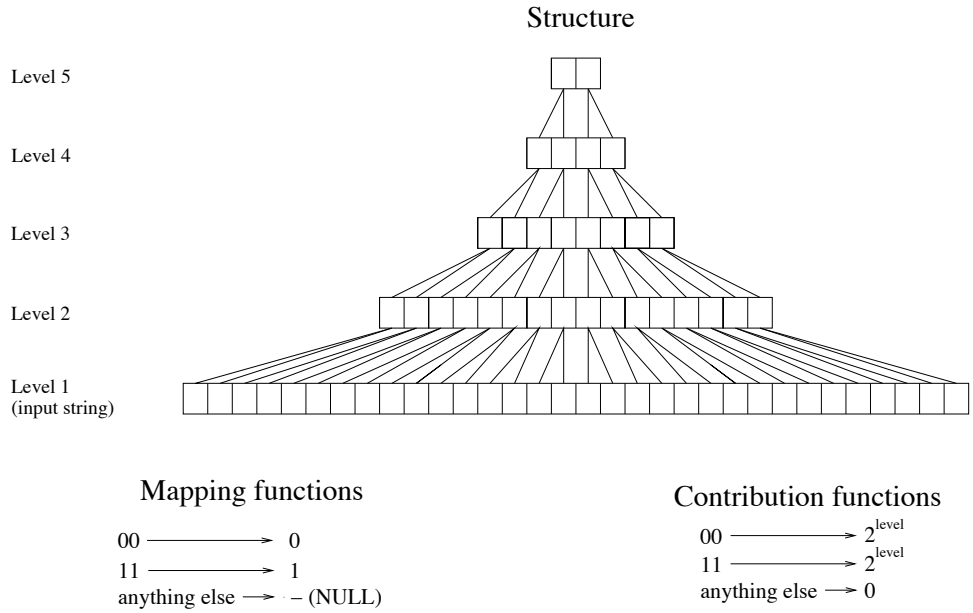 Structure
Level 5
Level 4
Level 3
Level 2
Level 1
(input string)
Mapping functions
00 → 0
11 → 1
anything else → – (NULL)
Contribution functions
00 → 2^level
11 → 2^level
anything else → 0